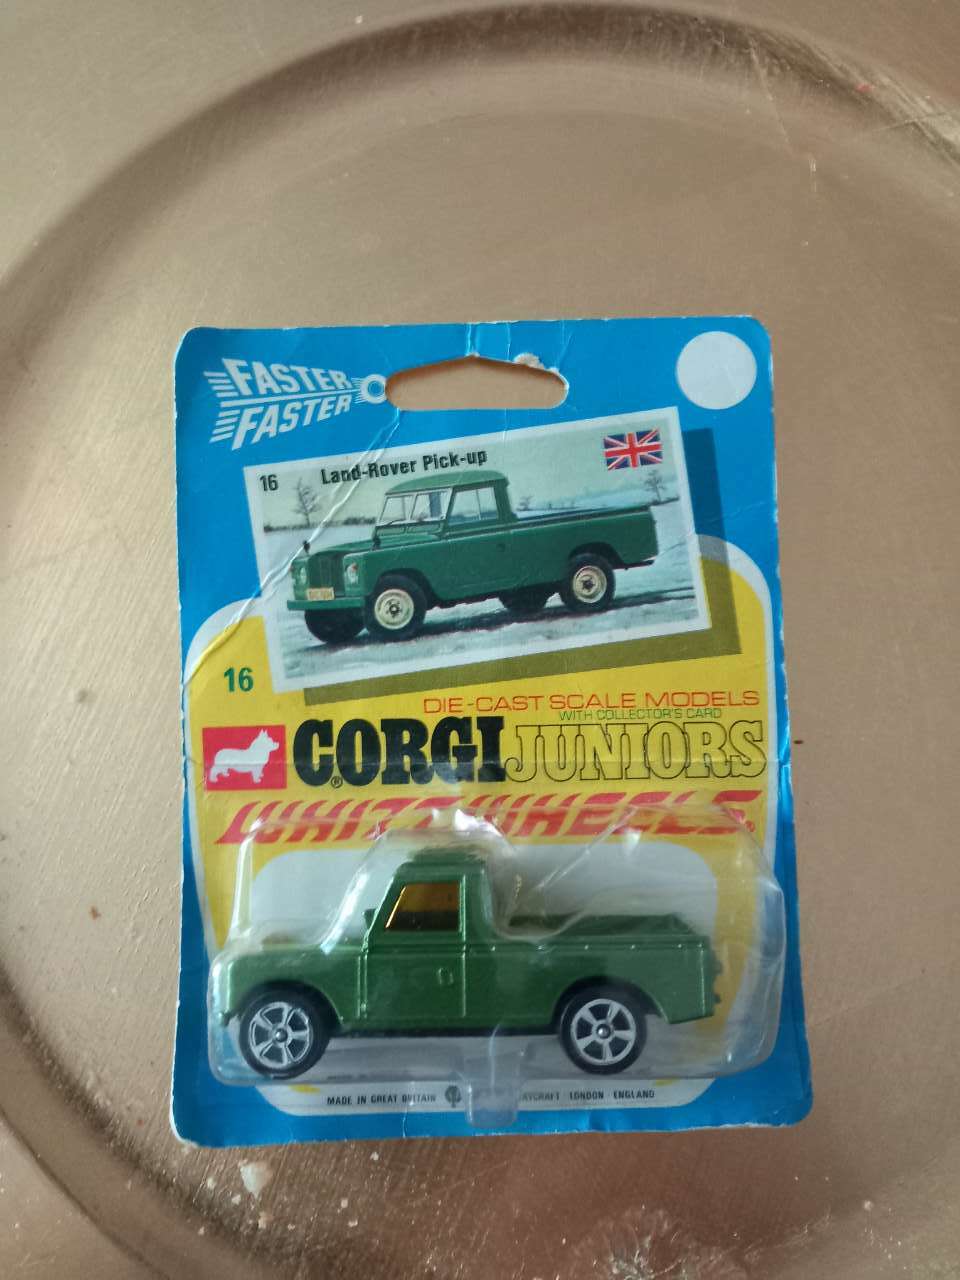 FASTER
FASTER
16 Land-Rover Pick-up
16
DIE-CAST SCALE MODELS
WITH COLLECTOR'S CARD
CORGI JUNIORS
®
WHIZZWHEELS
MADE IN GREAT BRITAIN LONDON ENGLAND